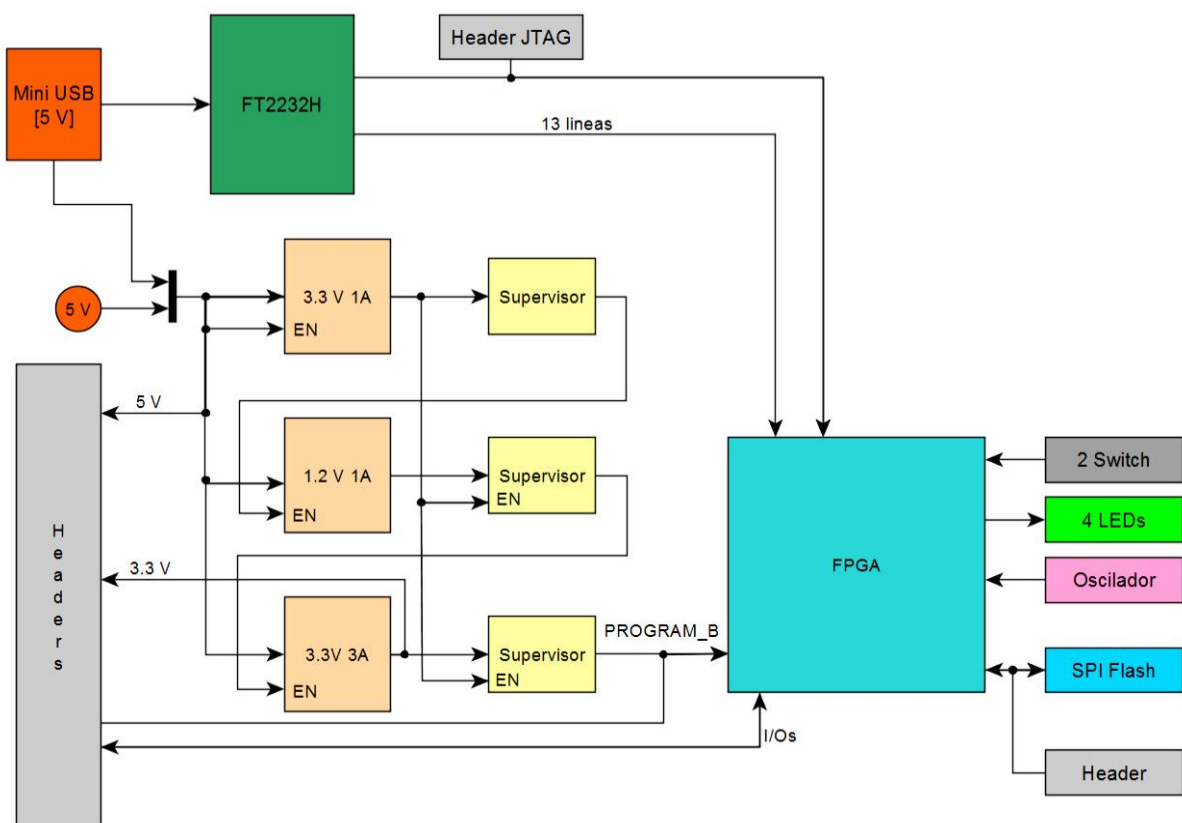 Header JTAG
Mini USB
[5 V]
FT2232H
13 lineas
3.3 V 1A
EN
Supervisor
5 V
5 V
1.2 V 1A
EN
Supervisor
EN
3.3 V
3.3V 3A
EN
Supervisor
EN
PROGRAM_B
Headers
I/Os
FPGA
2 Switch
4 LEDs
Oscilador
SPI Flash
Header